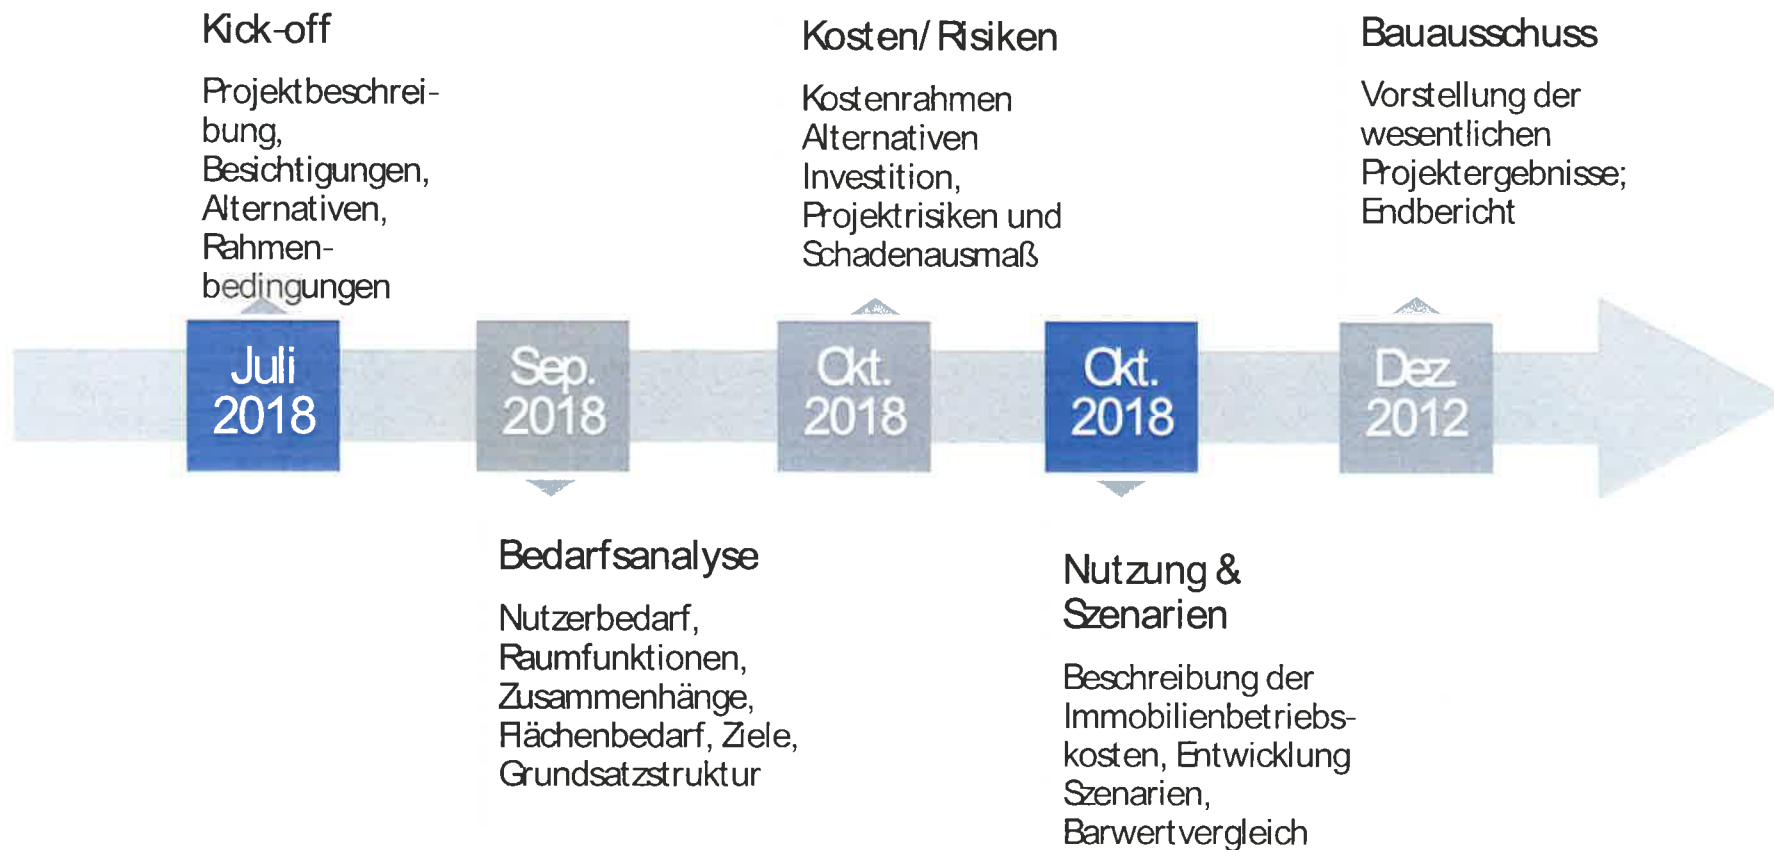 Kick-off
Projektbeschrei-
bung,
Besichtigungen,
Alternativen,
Rahmen-
bedingungen
Kosten/Risiken
Kostenrahmen
Alternativen
Investition,
Projektrisiken und
Schadenausmaß
Bauausschuss
Vorstellung der
wesentlichen
Projektergebnisse;
Endbericht
Juli
2018
Sep.
2018
Okt.
2018
Okt.
2018
Dez.
2012
Bedarfsanalyse
Nutzerbedarf,
Raumfunktionen,
Zusammenhänge,
Flächenbedarf, Ziele,
Grundsatzstruktur
Nutzung &
Szenarien
Beschreibung der
Immobilienbetriebs-
kosten, Entwicklung
Szenarien,
Barwertvergleich